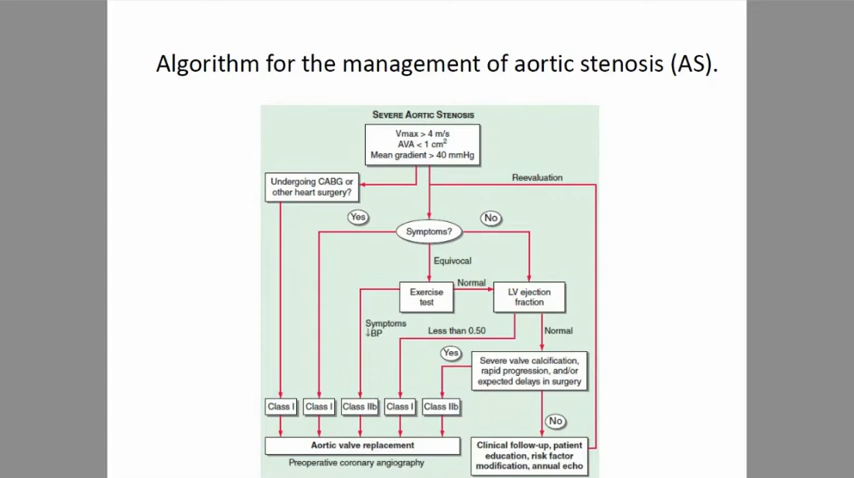 Algorithm for the management of aortic stenosis (AS).
SEVERE AORTIC STENOSIS
Vmax > 4 m/s
AVA < 1 cm²
Mean gradient > 40 mmHg
Undergoing CABG or
other heart surgery?
Reevaluation
Yes
No
Symptoms?
Equivocal
Exercise
test
Normal
LV ejection
fraction
Symptoms
↓BP
Less than 0.50
Normal
Yes
Severe valve calcification,
rapid progression, and/or
expected delays in surgery
Class I
Class I
Class IIb
Class I
Class IIb
No
Aortic valve replacement
Preoperative coronary angiography
Clinical follow-up, patient
education, risk factor
modification, annual echo